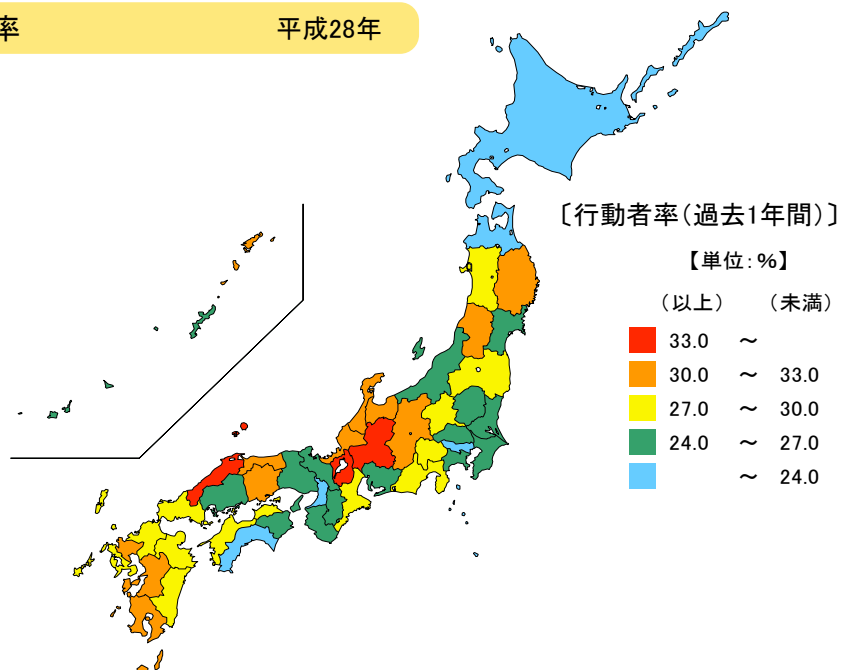 率 平成28年
〔行動者率(過去1年間)〕
【単位:%】
(以上) (未満)
33.0 ～
30.0 ～ 33.0
27.0 ～ 30.0
24.0 ～ 27.0
～ 24.0